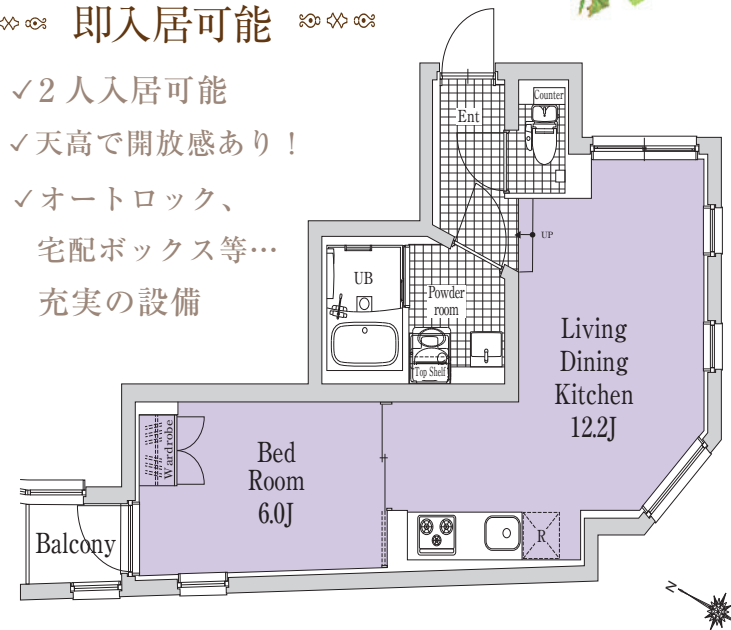 即入居可能
✓2人入居可能
✓天高で開放感あり！
✓オートロック、
宅配ボックス等…
充実の設備
Counter
Ent
UP
UB
Powder
room
Top Shelf
Living
Dining
Kitchen
12.2J
Wardrobe
Bed
Room
6.0J
Balcony
R
N